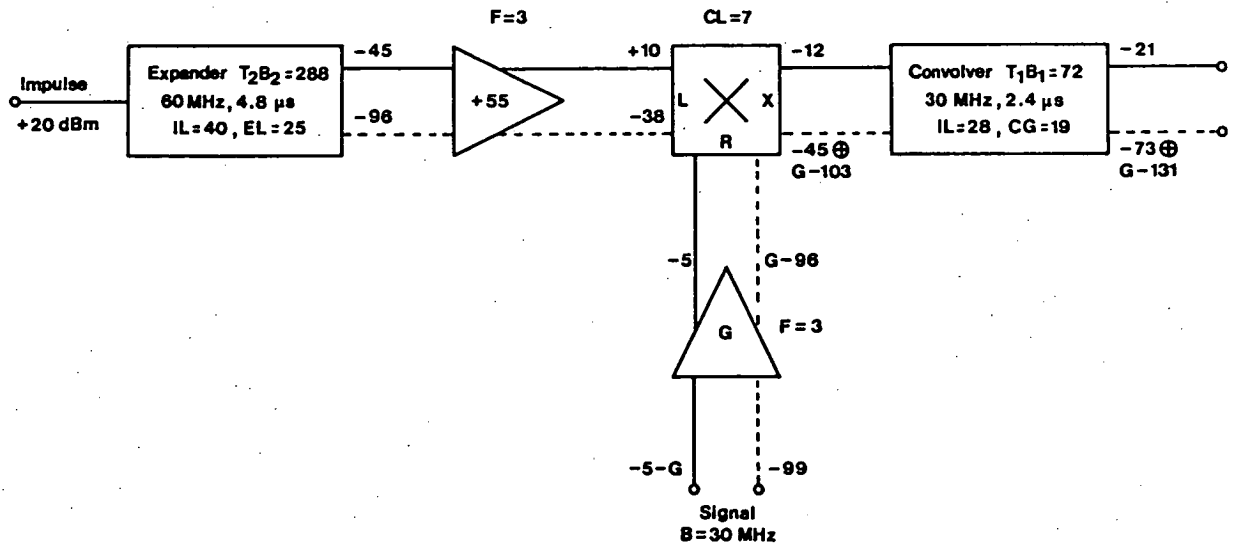 F=3
CL=7
Impulse
+20 dBm
Expander T₂B₂=288
60 MHz, 4.8 µs
IL=40, EL=25
-45
-96
+55
+10
-38
L
X
R
-12
-45⊕
G-103
Convolver T₁B₁=72
30 MHz, 2.4 µs
IL=28, CG=19
-21
-73⊕
G-131
-5
G-96
G
F=3
-5-G
-99
Signal
B=30 MHz